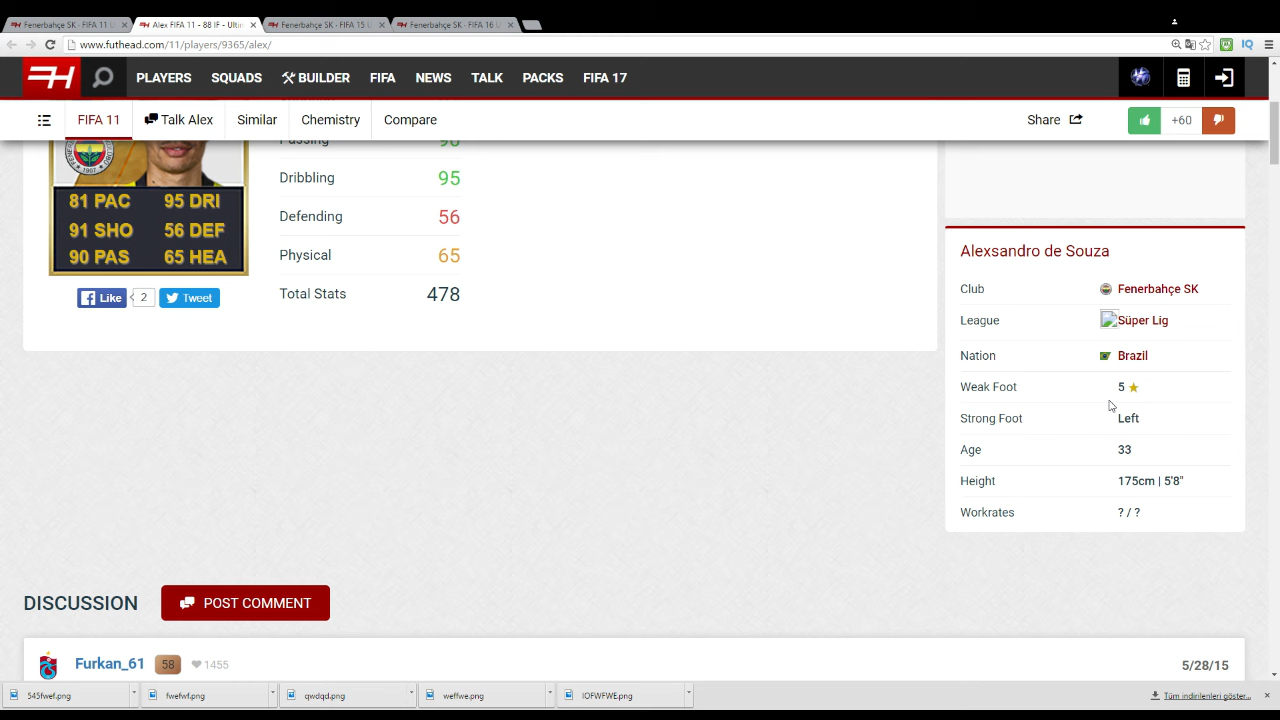 Fenerbahçe SK - FIFA 11 U
Alex FIFA 11 - 88 IF - Ultim
Fenerbahçe SK - FIFA 15 U
Fenerbahçe SK - FIFA 16 U
www.futhead.com/11/players/9365/alex/
PLAYERS SQUADS BUILDER FIFA NEWS TALK PACKS FIFA 17
FIFA 11 Talk Alex Similar Chemistry Compare Share +60
Passing 90
Dribbling 95
Defending 56
Physical 65
Total Stats 478
1907
81 PAC 95 DRI
91 SHO 56 DEF
90 PAS 65 HEA
Like 2 Tweet
Alexsandro de Souza
Club Fenerbahçe SK
League Süper Lig
Nation Brazil
Weak Foot 5
Strong Foot Left
Age 33
Height 175cm | 5'8"
Workrates ? / ?
DISCUSSION POST COMMENT
Furkan_61 58 1455 5/28/15
545fwef.png fwefwf.png qwdqd.png weffwe.png IOFWFWE.png Tüm indirilenleri göster...